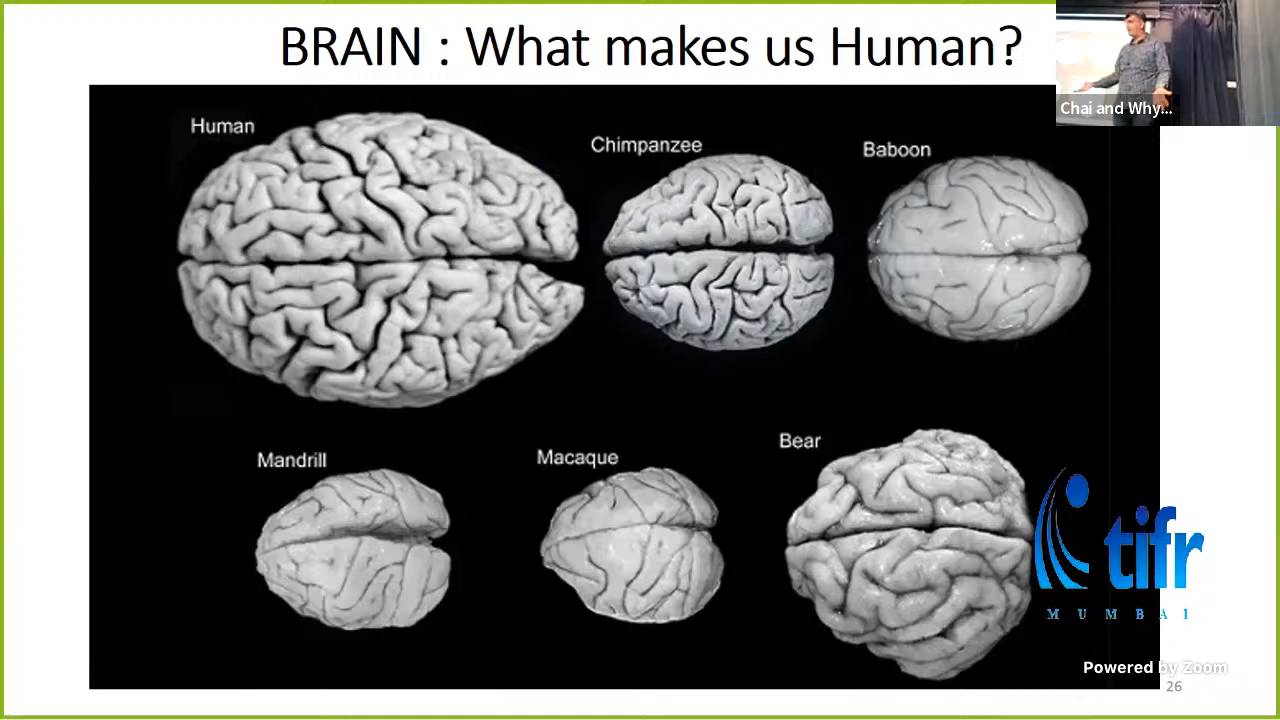 BRAIN : What makes us Human?
Chai and Why...
Human
Chimpanzee
Baboon
Mandrill
Macaque
Bear
tifr
MUMBAI
Powered by Zoom
26